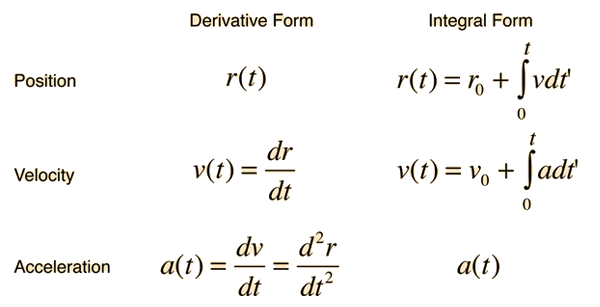 Derivative Form Integral Form
Position r(t) r(t) = r₀ + ∫₀ᵗ vdt'
Velocity v(t) = dr/dt v(t) = v₀ + ∫₀ᵗ adt'
Acceleration a(t) = dv/dt = d²r/dt² a(t)